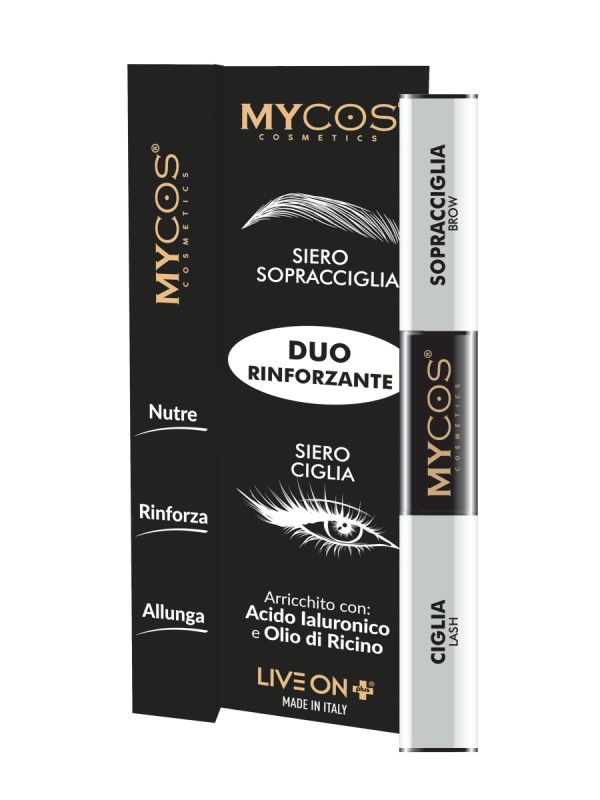 MYCOS
COSMETICS
SIERO
SOPRACCIGLIA
DUO
RINFORZANTE
SIERO
CIGLIA
Arricchito con:
Acido Ialuronico
e Olio di Ricino
LIVE ON plus®
MADE IN ITALY
MYCOS®
COSMETICS
Nutre
Rinforza
Allunga
SOPRACCIGLIA
BROW
MYCOS®
COSMETICS
CIGLIA
LASH